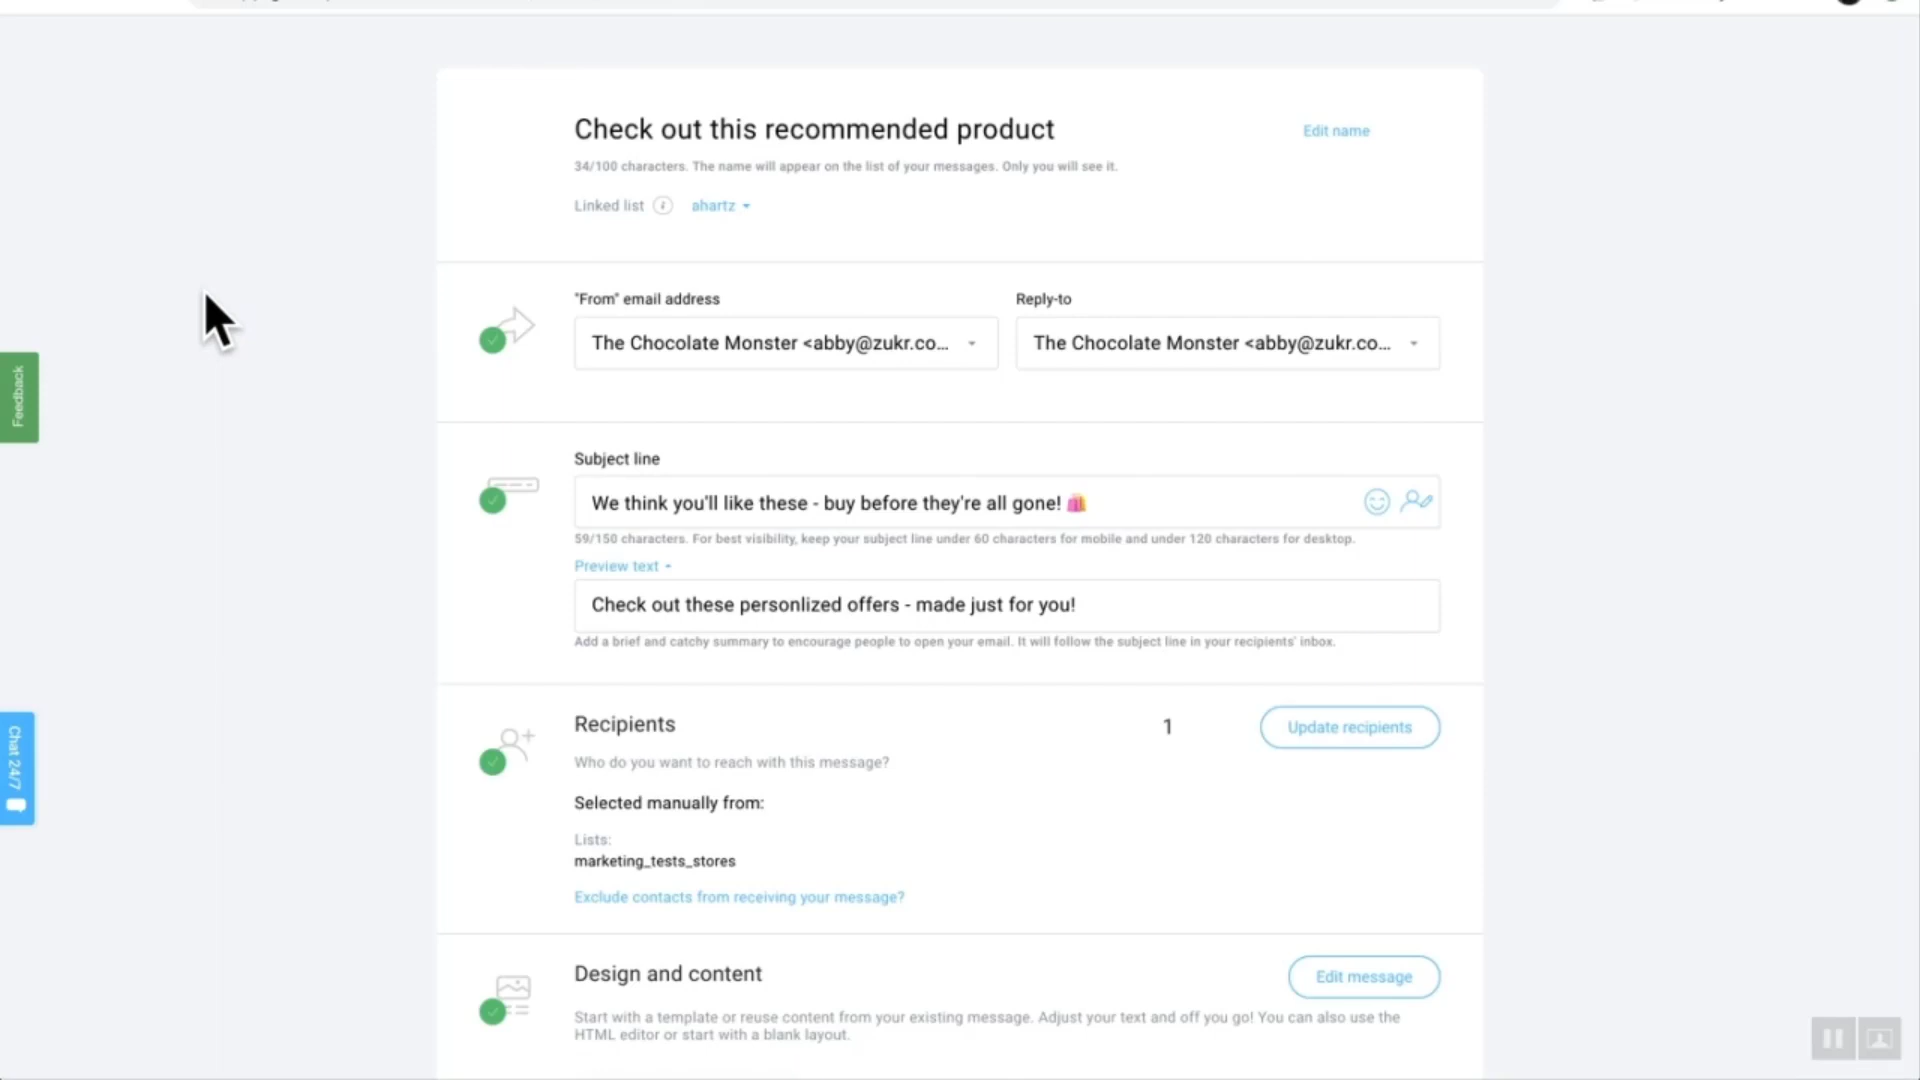 Check out this recommended product
Edit name
34/100 characters. The name will appear on the list of your messages. Only you will see it.
Linked list ahartz
"From" email address
Reply-to
The Chocolate Monster <abby@zukr.co...
The Chocolate Monster <abby@zukr.co...
Feedback
Subject line
We think you'll like these - buy before they're all gone! 🛍️
59/150 characters. For best visibility, keep your subject line under 60 characters for mobile and under 120 characters for desktop.
Preview text
Check out these personlized offers - made just for you!
Add a brief and catchy summary to encourage people to open your email. It will follow the subject line in your recipients' inbox.
Recipients
1
Update recipients
Chat 24/7
Who do you want to reach with this message?
Selected manually from:
Lists:
marketing_tests_stores
Exclude contacts from receiving your message?
Design and content
Edit message
Start with a template or reuse content from your existing message. Adjust your text and off you go! You can also use the
HTML editor or start with a blank layout.